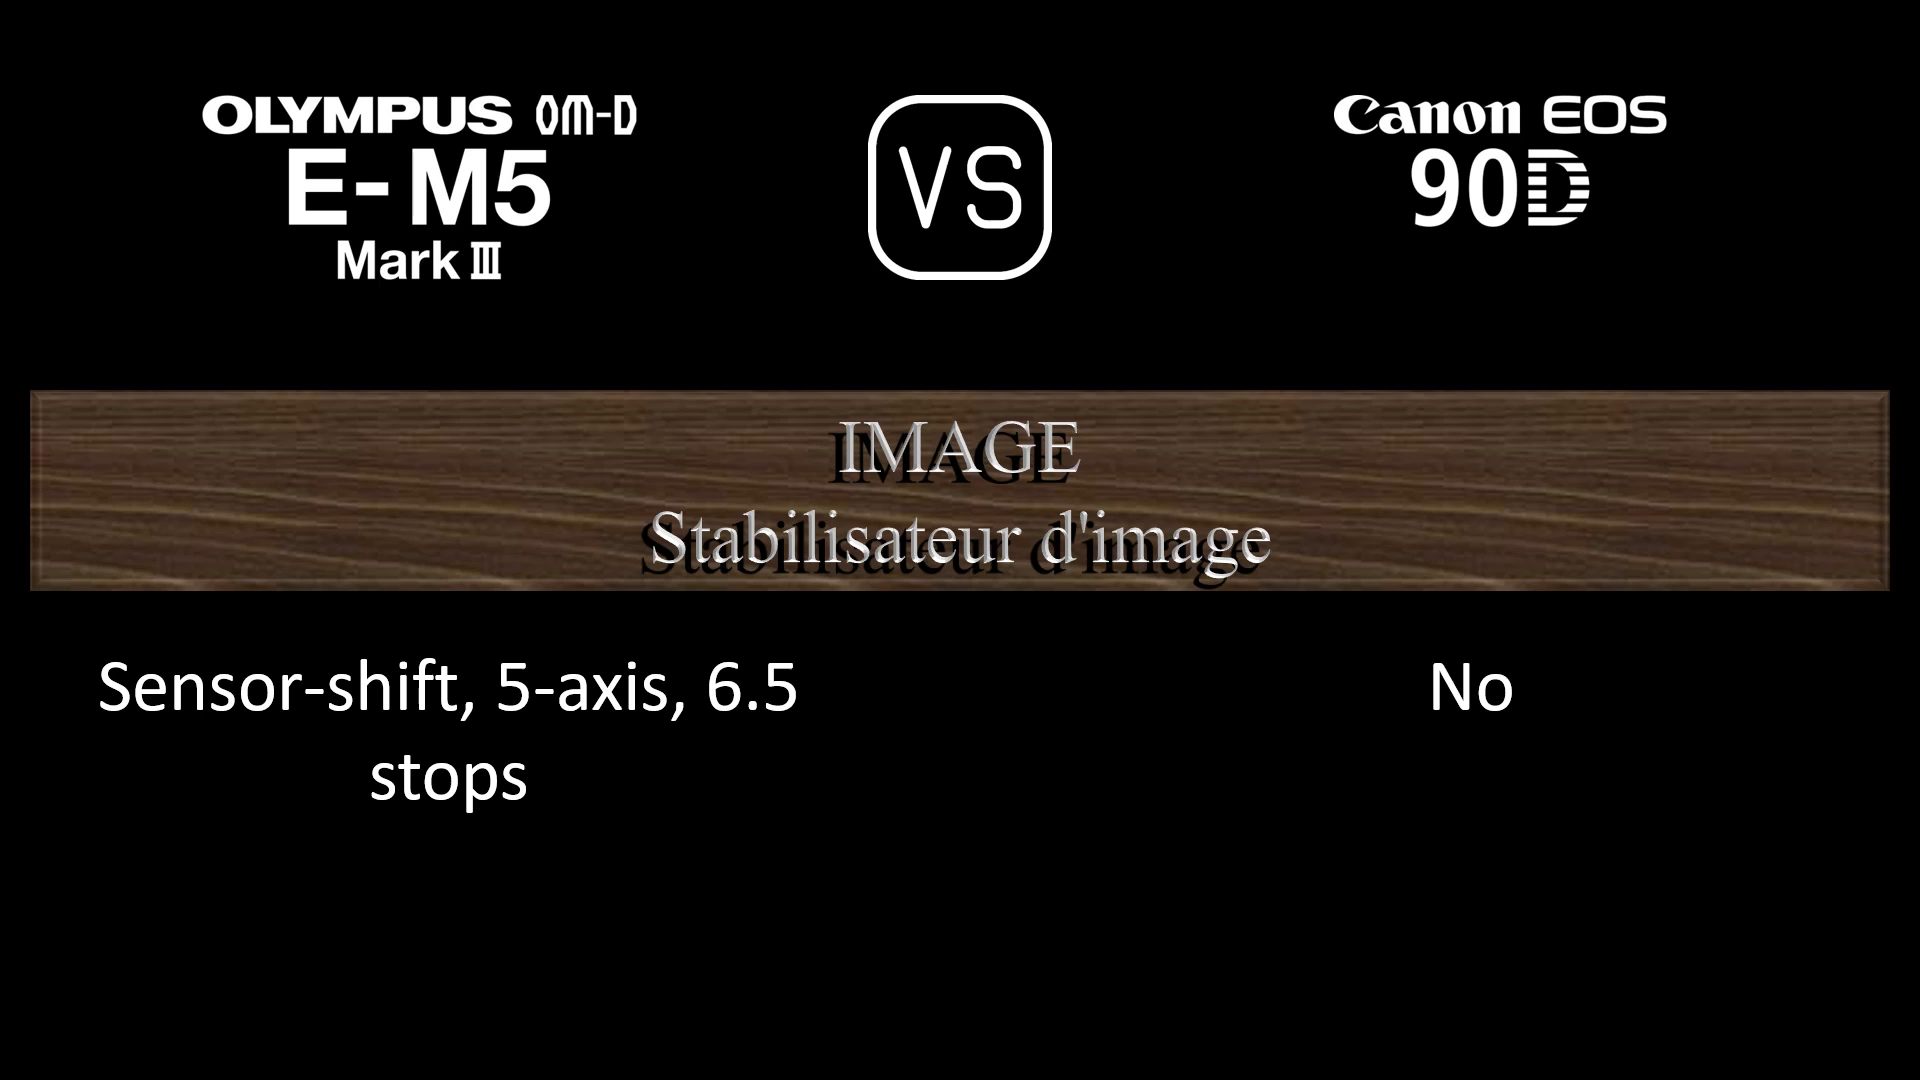 OLYMPUS OM-D
E-M5
Mark III
VS
Canon EOS
90D
IMAGE
Stabilisateur d'image
Sensor-shift, 5-axis, 6.5
stops
No